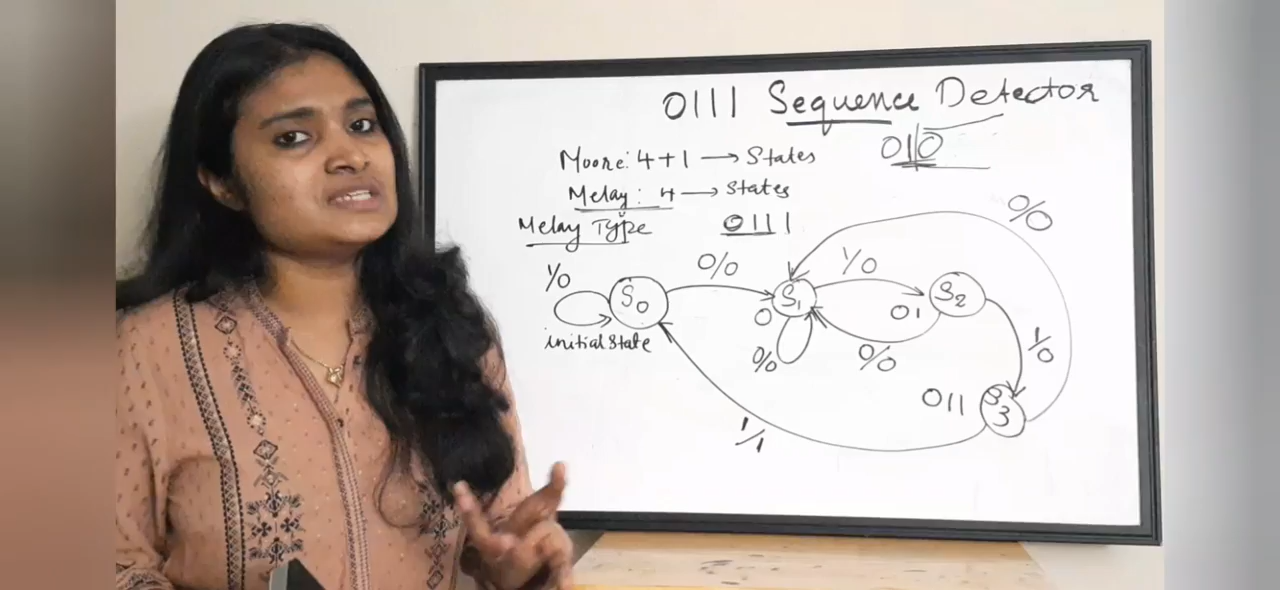 0111 Sequence Detector
Moore: 4+1 → States
010
Melay: 4 → States
Melay Type
0111
0/0
1/0
0/0
1/0
S0
S1
S2
0
01
initial State
0/0
0/0
1/0
011
S3
1/1